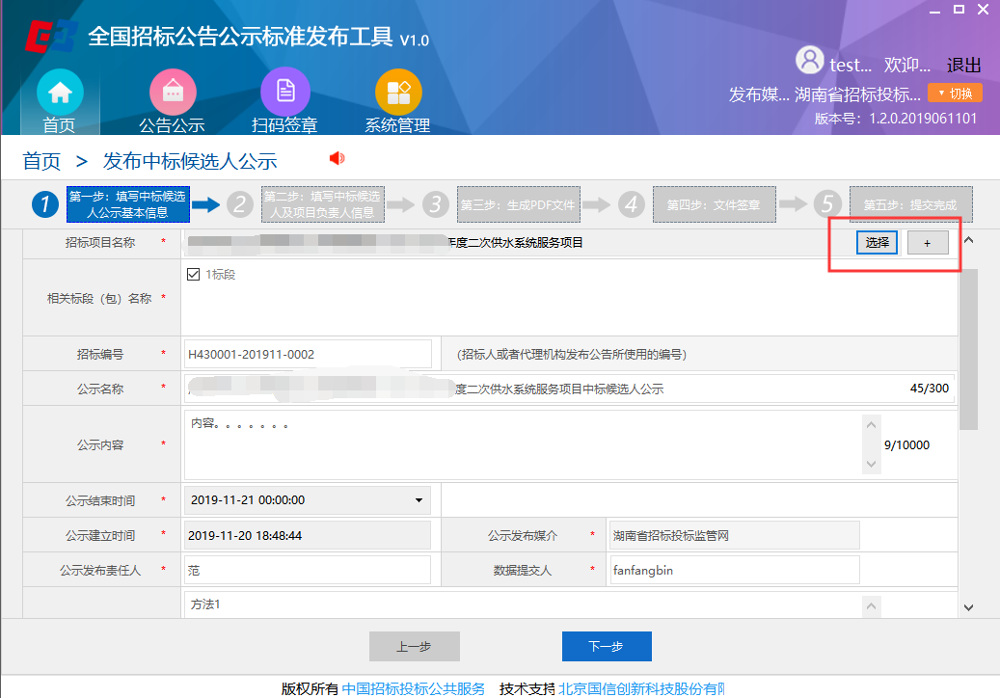 全国招标公告公示标准发布工具 V1.0
test... 欢迎... 退出
发布媒... 湖南省招标投标... 切换
版本号：1.2.0.2019061101
首页 公告公示 扫码签章 系统管理
首页 > 发布中标候选人公示
1 第一步：填写中标候选人公示基本信息
2 第二步：填写中标候选人及项目负责人信息
3 第三步：生成PDF文件
4 第四步：文件签章
5 第五步：提交完成
招标项目名称 * 年度二次供水系统服务项目 选择 +
相关标段（包）名称 * 1标段
招标编号 * H430001-201911-0002 (招标人或者代理机构发布公告所使用的编号)
公示名称 * 度二次供水系统服务项目中标候选人公示 45/300
公示内容 * 内容。。。。。。。 9/10000
公示结束时间 * 2019-11-21 00:00:00
公示建立时间 * 2019-11-20 18:48:44 公示发布媒介 * 湖南省招标投标监管网
公示发布责任人 * 范 数据提交人 * fanfangbin
方法1
上一步 下一步
版权所有 中国招标投标公共服务 技术支持 北京国信创新科技股份有